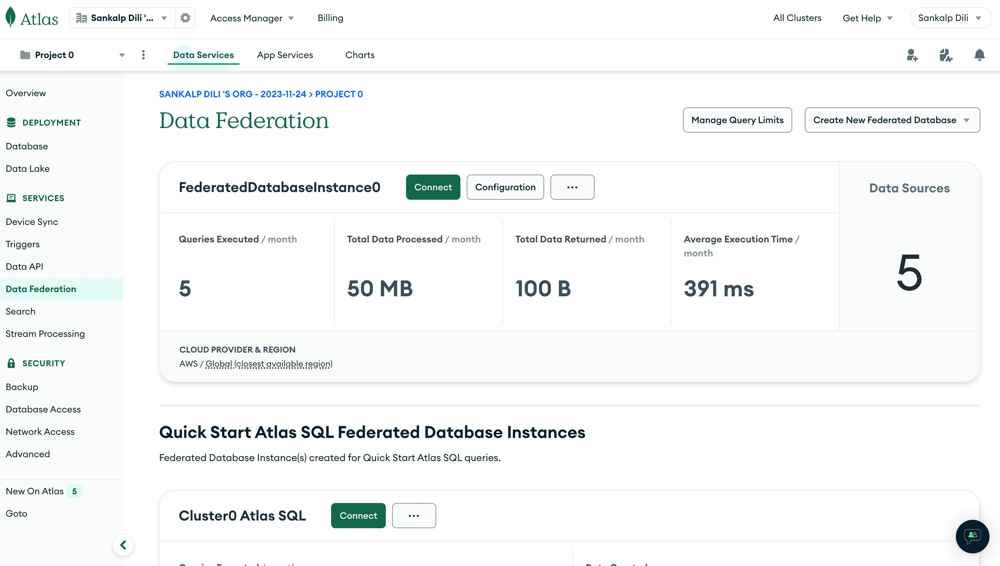 Atlas
Sankalp Dili '...
Access Manager
Billing
All Clusters
Get Help
Sankalp Dili
Project 0
Data Services
App Services
Charts
Overview
DEPLOYMENT
Database
Data Lake
SERVICES
Device Sync
Triggers
Data API
Data Federation
Search
Stream Processing
SECURITY
Backup
Database Access
Network Access
Advanced
New On Atlas 5
Goto
SANKALP DILI 'S ORG - 2023-11-24 > PROJECT 0
Data Federation
Manage Query Limits
Create New Federated Database
FederatedDatabaseInstance0
Connect
Configuration
...
Data Sources
5
Queries Executed / month
5
Total Data Processed / month
50 MB
Total Data Returned / month
100 B
Average Execution Time /
month
391 ms
CLOUD PROVIDER & REGION
AWS / Global (closest available region)
Quick Start Atlas SQL Federated Database Instances
Federated Database Instance(s) created for Quick Start Atlas SQL queries.
Cluster0 Atlas SQL
Connect
...